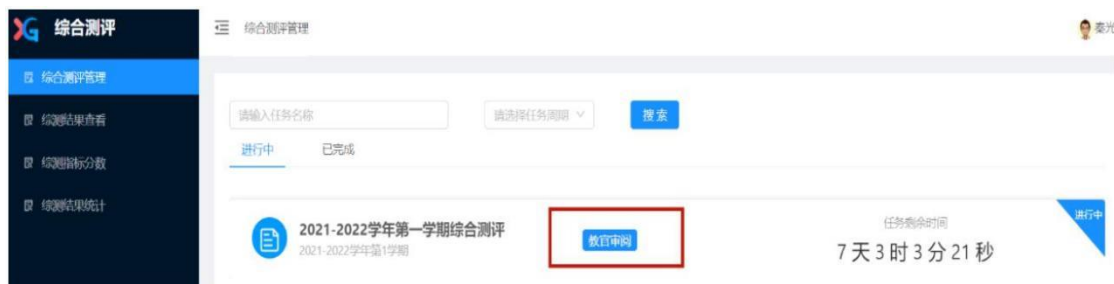 XG 综合测评
综合测评管理
秦光
综合测评管理
综测结果查看
综测指标分数
综测结果统计
请输入任务名称
请选择任务周期
搜索
进行中
已完成
2021-2022学年第一学期综合测评
2021-2022学年第1学期
教官审阅
任务剩余时间
7天3时3分21秒
进行中